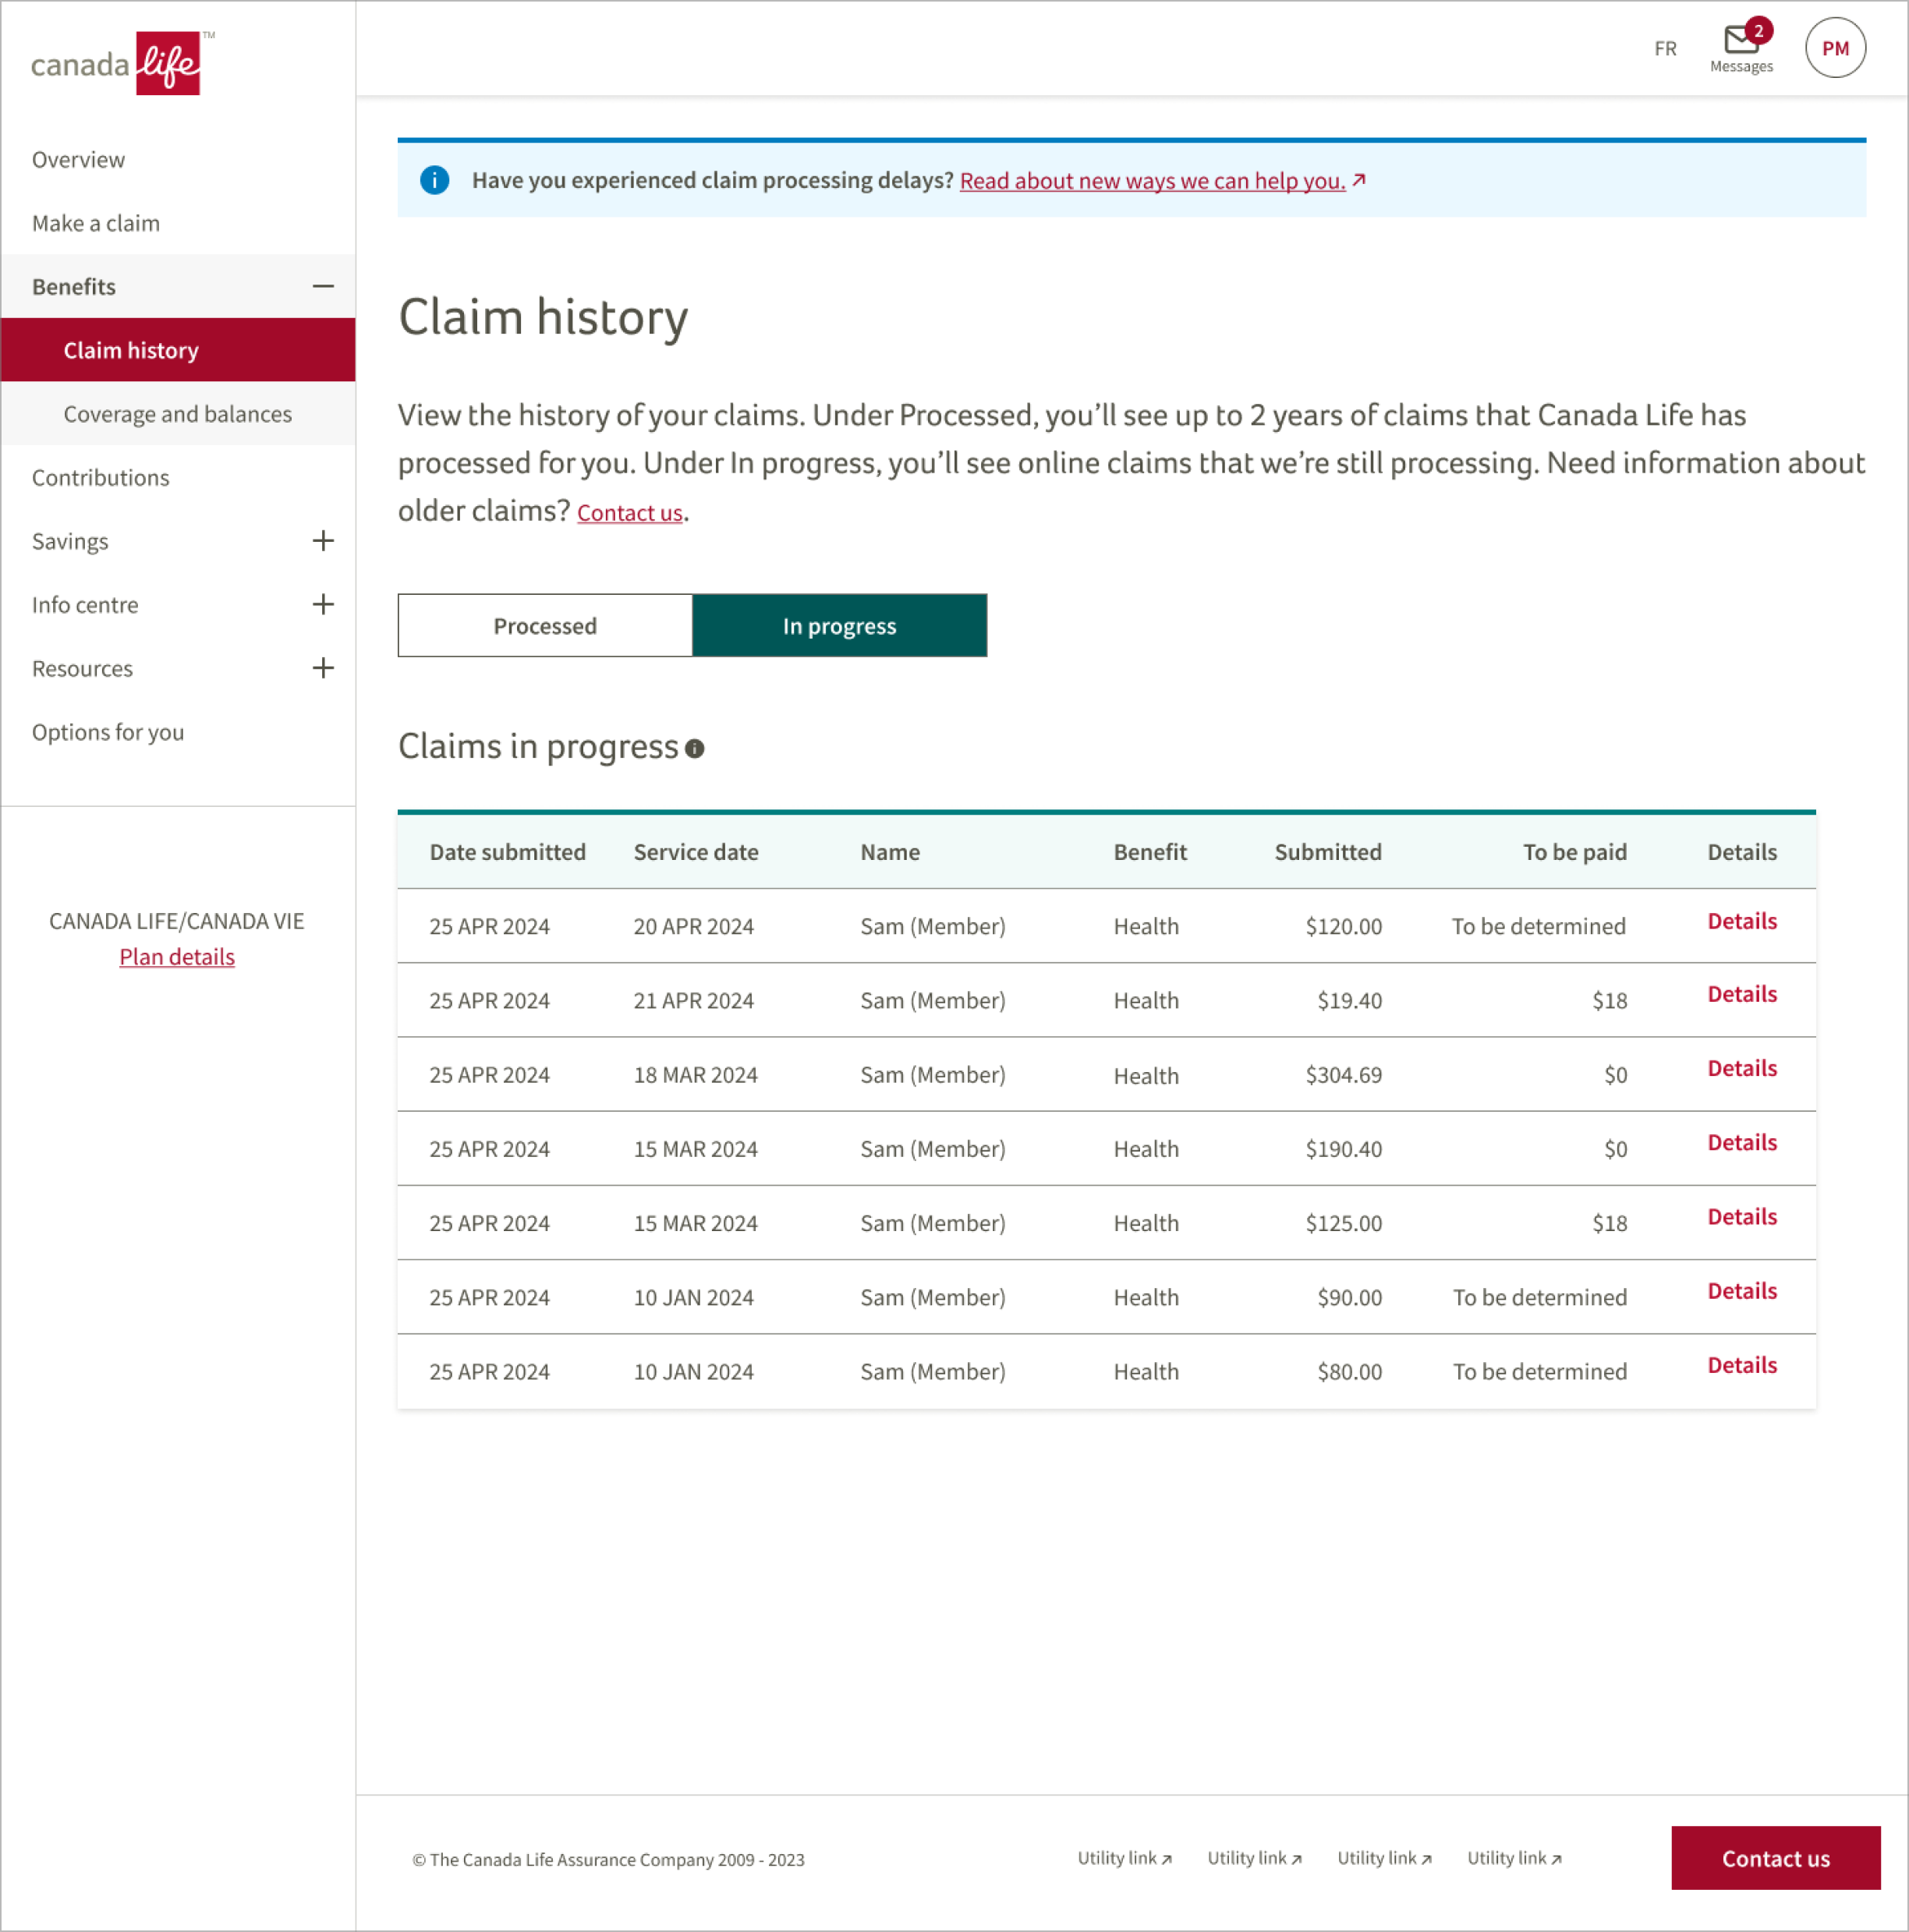 canada life TM
FR
2
Messages
PM
Overview
Make a claim
Benefits
Claim history
Coverage and balances
Contributions
Savings
Info centre
Resources
Options for you
CANADA LIFE/CANADA VIE
Plan details
Have you experienced claim processing delays? Read about new ways we can help you.
Claim history
View the history of your claims. Under Processed, you’ll see up to 2 years of claims that Canada Life has
processed for you. Under In progress, you’ll see online claims that we’re still processing. Need information about
older claims? Contact us.
Processed In progress
Claims in progress
Date submitted Service date Name Benefit Submitted To be paid Details
25 APR 2024 20 APR 2024 Sam (Member) Health $120.00 To be determined Details
25 APR 2024 21 APR 2024 Sam (Member) Health $19.40 $18 Details
25 APR 2024 18 MAR 2024 Sam (Member) Health $304.69 $0 Details
25 APR 2024 15 MAR 2024 Sam (Member) Health $190.40 $0 Details
25 APR 2024 15 MAR 2024 Sam (Member) Health $125.00 $18 Details
25 APR 2024 10 JAN 2024 Sam (Member) Health $90.00 To be determined Details
25 APR 2024 10 JAN 2024 Sam (Member) Health $80.00 To be determined Details
© The Canada Life Assurance Company 2009 - 2023 Utility link Utility link Utility link Utility link Contact us